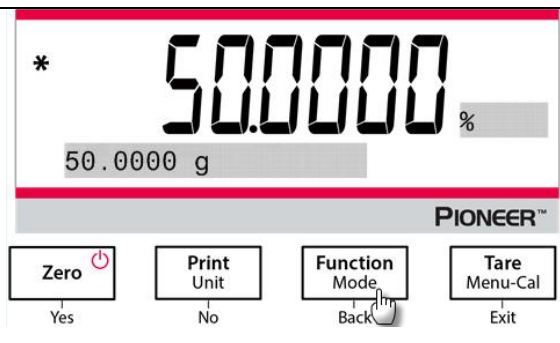 * 50.0000 %
50.0000 g
PIONEER™
Zero Print Function Tare
Unit Mode Menu-Cal
Yes No Back Exit